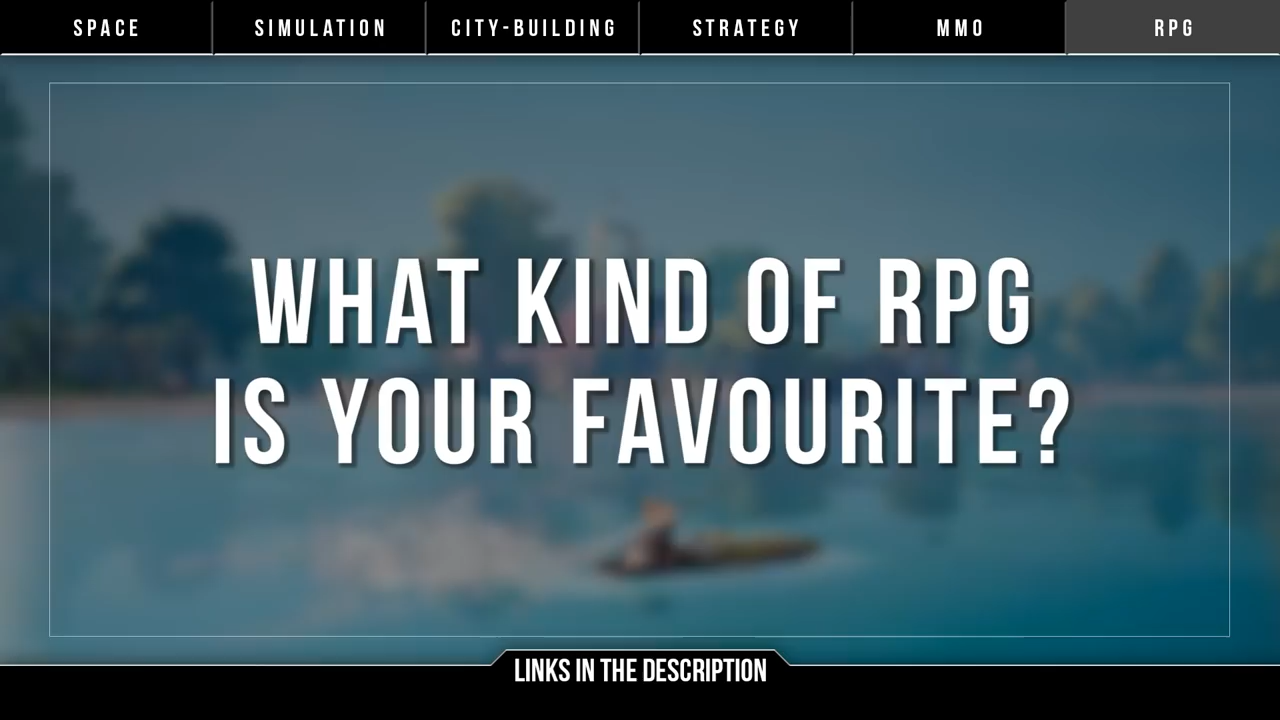 SPACE
SIMULATION
CITY-BUILDING
STRATEGY
MMO
RPG
WHAT KIND OF RPG
IS YOUR FAVOURITE?
LINKS IN THE DESCRIPTION